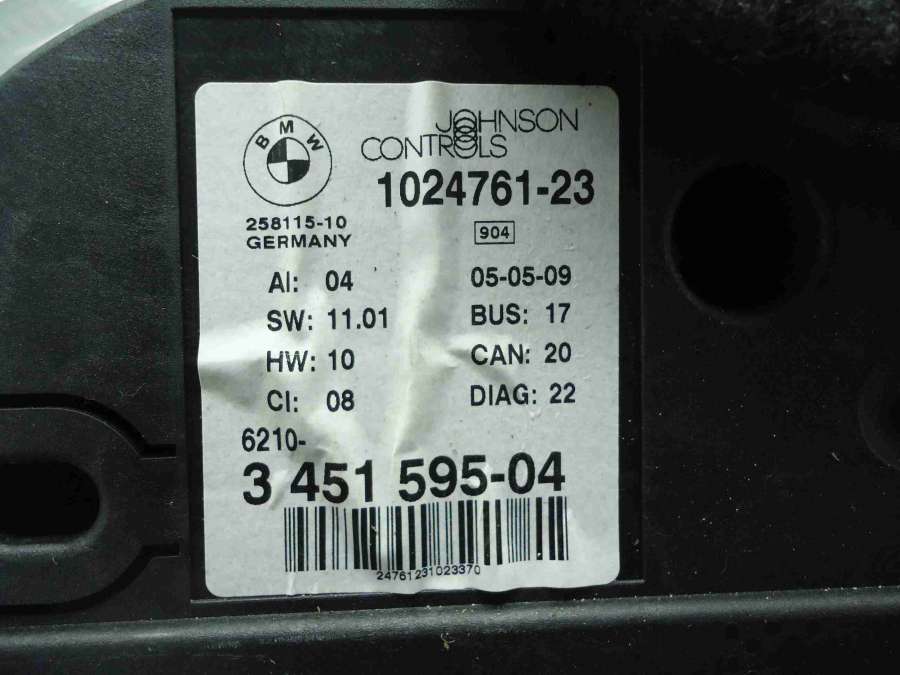 BMW
JOHNSON
CONTROLS
1024761-23
258115-10
GERMANY
904
AI: 04
05-05-09
SW: 11.01
BUS: 17
HW: 10
CAN: 20
CI: 08
DIAG: 22
6210-
3 451 595-04
24761231023370